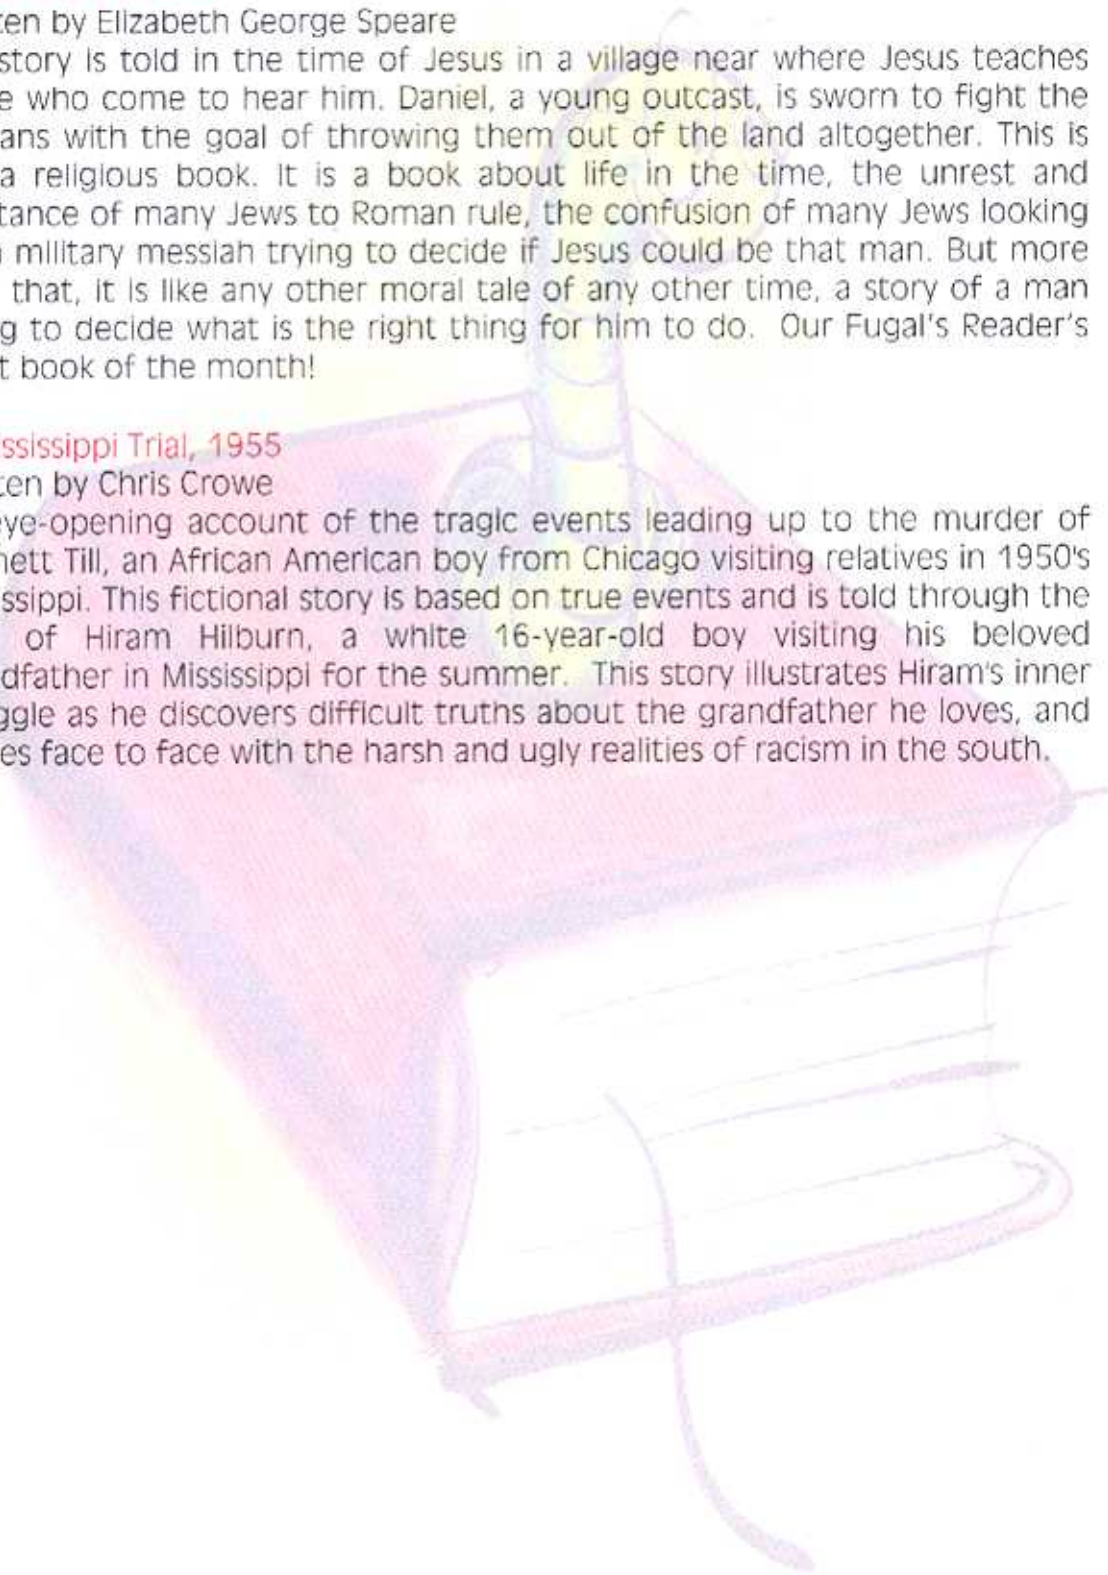 ten by Elizabeth George Speare
story is told in the time of Jesus in a village near where Jesus teaches
e who come to hear him. Daniel, a young outcast, is sworn to fight the
ans with the goal of throwing them out of the land altogether. This is
a religious book. It is a book about life in the time, the unrest and
tance of many Jews to Roman rule, the confusion of many Jews looking
military messiah trying to decide if Jesus could be that man. But more
that, it is like any other moral tale of any other time, a story of a man
g to decide what is the right thing for him to do. Our Fugal's Reader's
t book of the month!
ssissippi Trial, 1955
ten by Chris Crowe
eye-opening account of the tragic events leading up to the murder of
nett Till, an African American boy from Chicago visiting relatives in 1950's
ssippi. This fictional story is based on true events and is told through the
of Hiram Hilburn, a white 16-year-old boy visiting his beloved
dfather in Mississippi for the summer. This story illustrates Hiram's inner
ggle as he discovers difficult truths about the grandfather he loves, and
es face to face with the harsh and ugly realities of racism in the south.